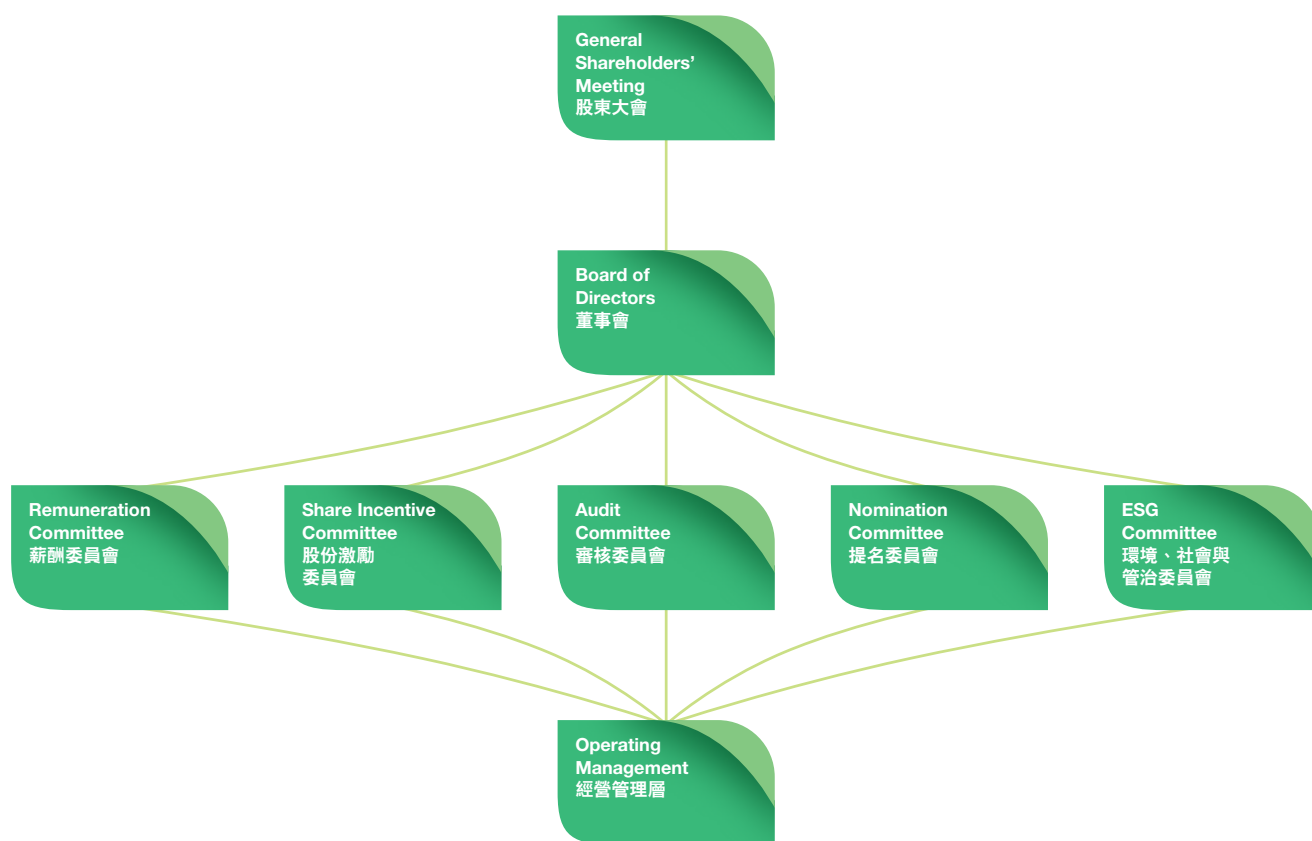 General
Shareholders’
Meeting
股東大會
Board of
Directors
董事會
Remuneration
Committee
薪酬委員會
Share Incentive
Committee
股份激勵
委員會
Audit
Committee
審核委員會
Nomination
Committee
提名委員會
ESG
Committee
環境、社會與
管治委員會
Operating
Management
經營管理層